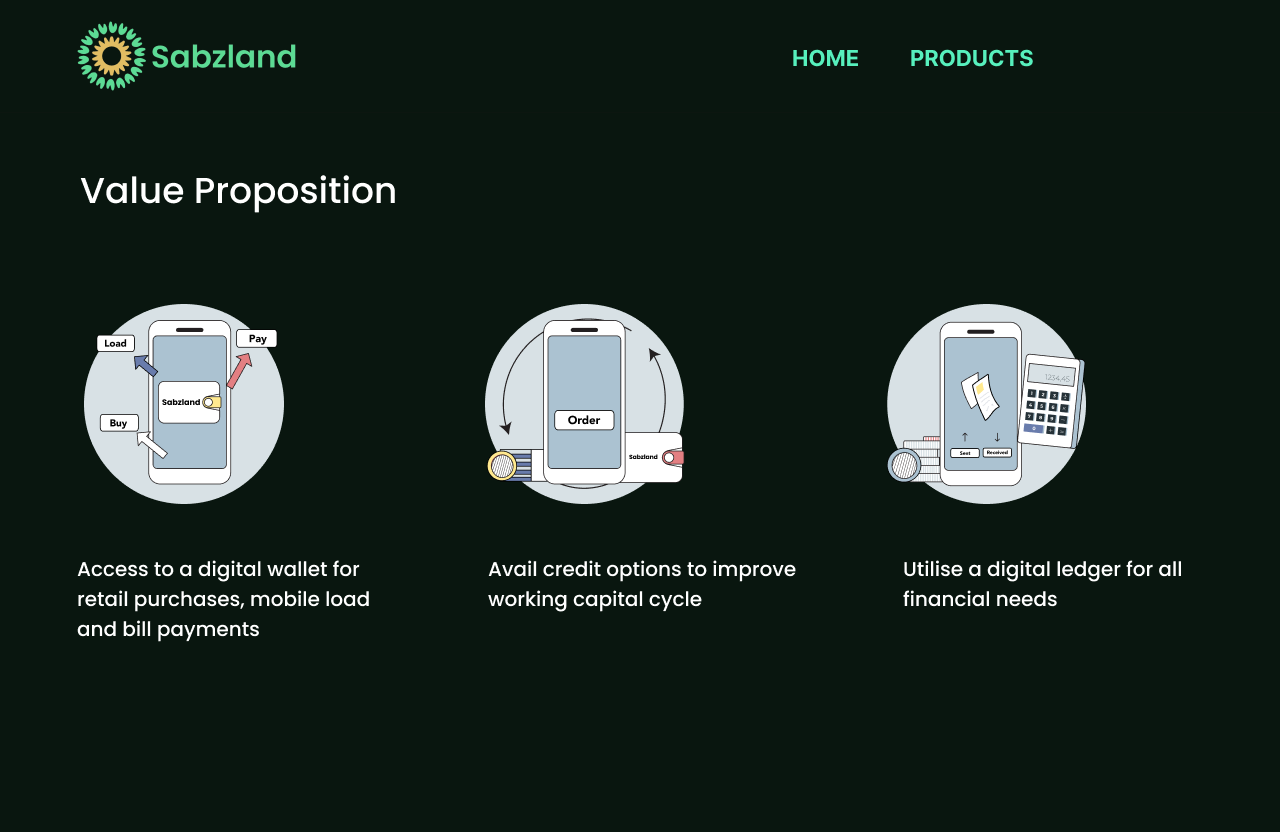 Sabzland
HOME PRODUCTS
Value Proposition
Load
Pay
Sabzland
Buy
Order
Sabzland
1234.45
Sent Received
Access to a digital wallet for
retail purchases, mobile load
and bill payments
Avail credit options to improve
working capital cycle
Utilise a digital ledger for all
financial needs